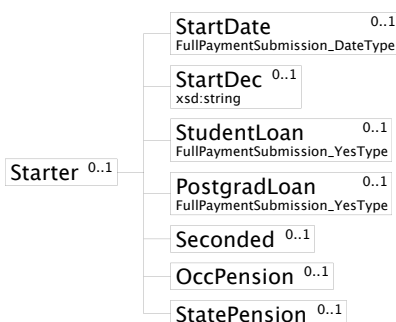 StartDate 0..1
FullPaymentSubmission_DateType
StartDec 0..1
xsd:string
StudentLoan 0..1
FullPaymentSubmission_YesType
Starter 0..1
PostgradLoan 0..1
FullPaymentSubmission_YesType
Seconded 0..1
OccPension 0..1
StatePension 0..1